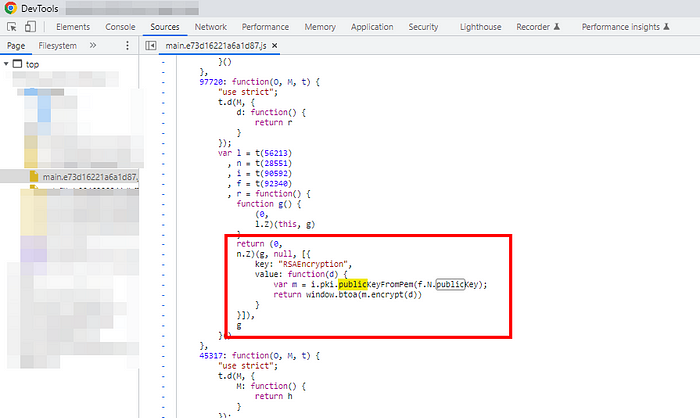 DevTools
Elements Console Sources Network Performance Memory Application Security Lighthouse Recorder Performance insights
Page Filesystem » main.e73d16221a6a1d87.js ×
top
main.e73d16221a6a1d87.
- }()
- },
- 97720: function(O, M, t) {
- "use strict";
- t.d(M, {
- d: function() {
- return r
- }
- });
- var l = t(56213)
- , n = t(28551)
- , i = t(90592)
- , f = t(92340)
- , r = function() {
- function g() {
- (0,
- l.Z)(this, g)
- }
- return (0,
- n.Z)(g, null, [{
- key: "RSAEncryption",
- value: function(d) {
- var m = i.pki.publicKeyFromPem(f.N.publicKey);
- return window.btoa(m.encrypt(d))
- }
- }]),
- g
- }()
- },
- 45317: function(O, M, t) {
- "use strict";
- t.d(M, {
- M: function() {
- return h
- }
- });